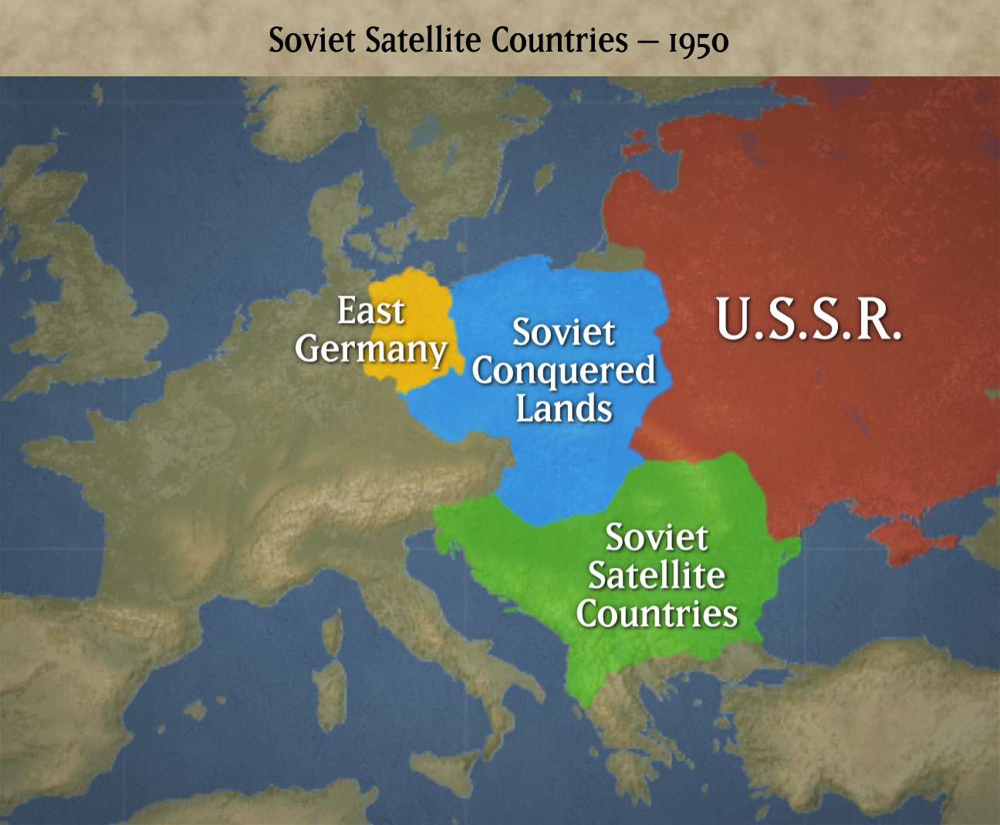 Soviet Satellite Countries – 1950
East
Germany
Soviet
Conquered
Lands
U.S.S.R.
Soviet
Satellite
Countries